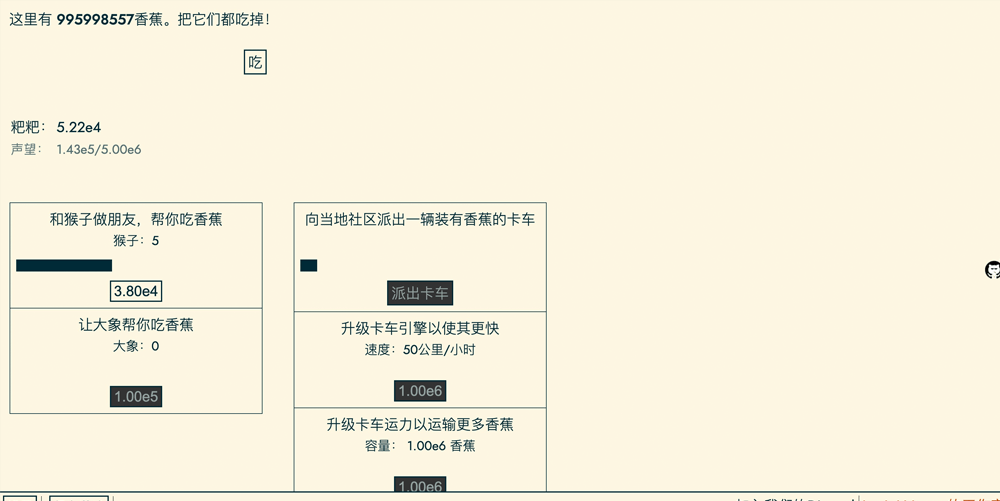 这里有 995998557香蕉。把它们都吃掉！
吃
粑粑： 5.22e4
声望： 1.43e5/5.00e6
和猴子做朋友，帮你吃香蕉
猴子：5
3.80e4
让大象帮你吃香蕉
大象：0
1.00e5
向当地社区派出一辆装有香蕉的卡车
派出卡车
升级卡车引擎以使其更快
速度：50公里/小时
1.00e6
升级卡车运力以运输更多香蕉
容量： 1.00e6 香蕉
1.00e6